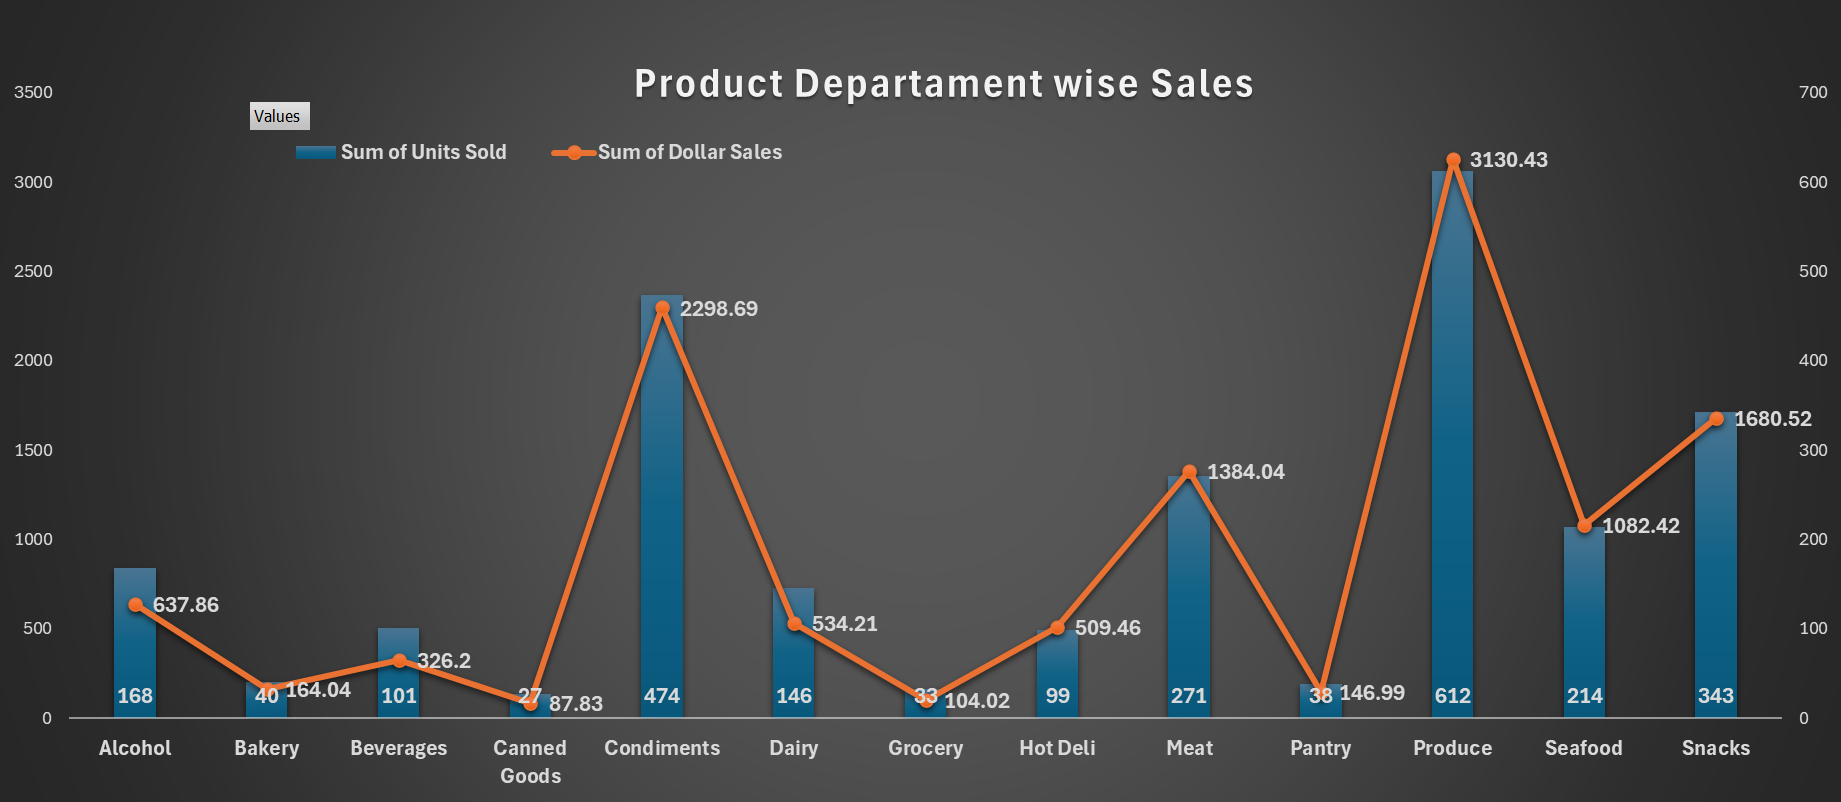 Product Departament wise Sales
Values
Sum of Units Sold
Sum of Dollar Sales
3500
3000
2500
2000
1500
1000
500
0
700
600
500
400
300
200
100
0
637.86
164.04
326.2
87.83
2298.69
534.21
104.02
509.46
1384.04
146.99
3130.43
1082.42
1680.52
168
40
101
27
474
146
33
99
271
38
612
214
343
Alcohol
Bakery
Beverages
Canned
Goods
Condiments
Dairy
Grocery
Hot Deli
Meat
Pantry
Produce
Seafood
Snacks